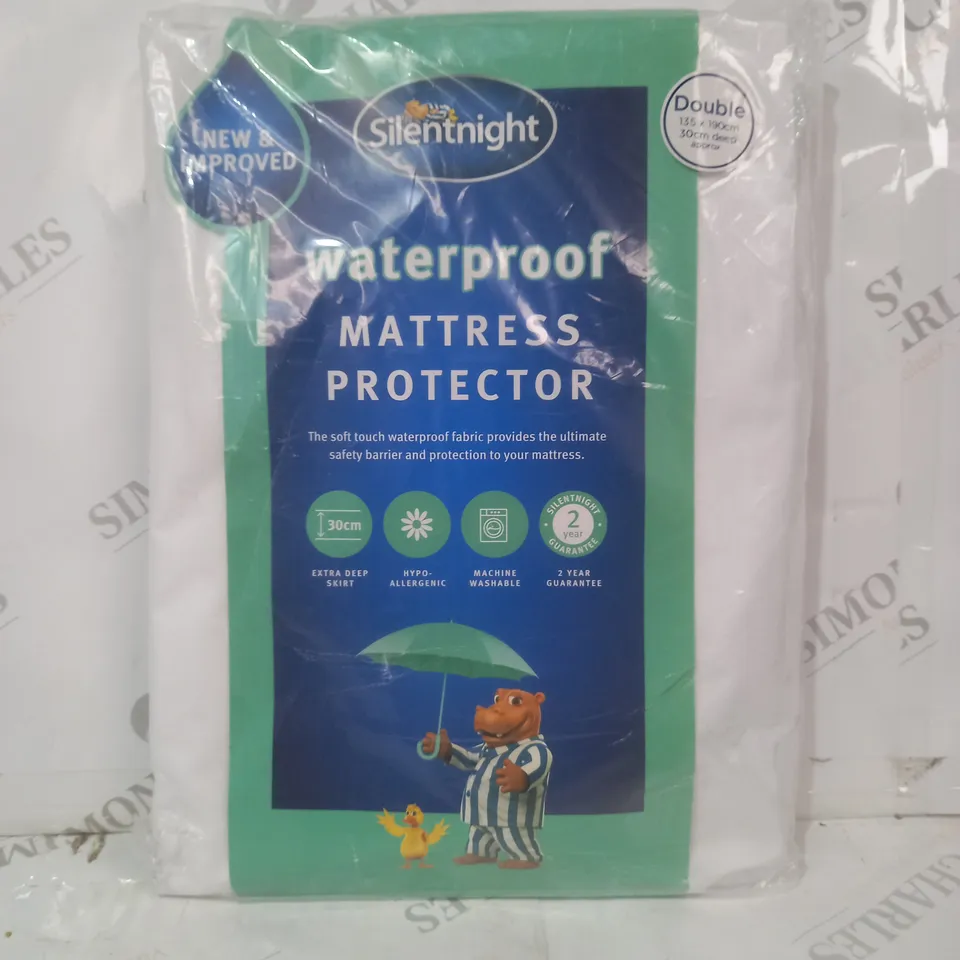 NEW &
IMPROVED
Silentnight
Double
135 x 190cm
30cm deep
approx
waterproof
MATTRESS
PROTECTOR
The soft touch waterproof fabric provides the ultimate
safety barrier and protection to your mattress.
30cm
EXTRA DEEP
SKIRT
HYPO-
ALLERGENIC
MACHINE
WASHABLE
SILENTNIGHT
2
year
GUARANTEE
2 YEAR
GUARANTEE
SIMON
CHARLES